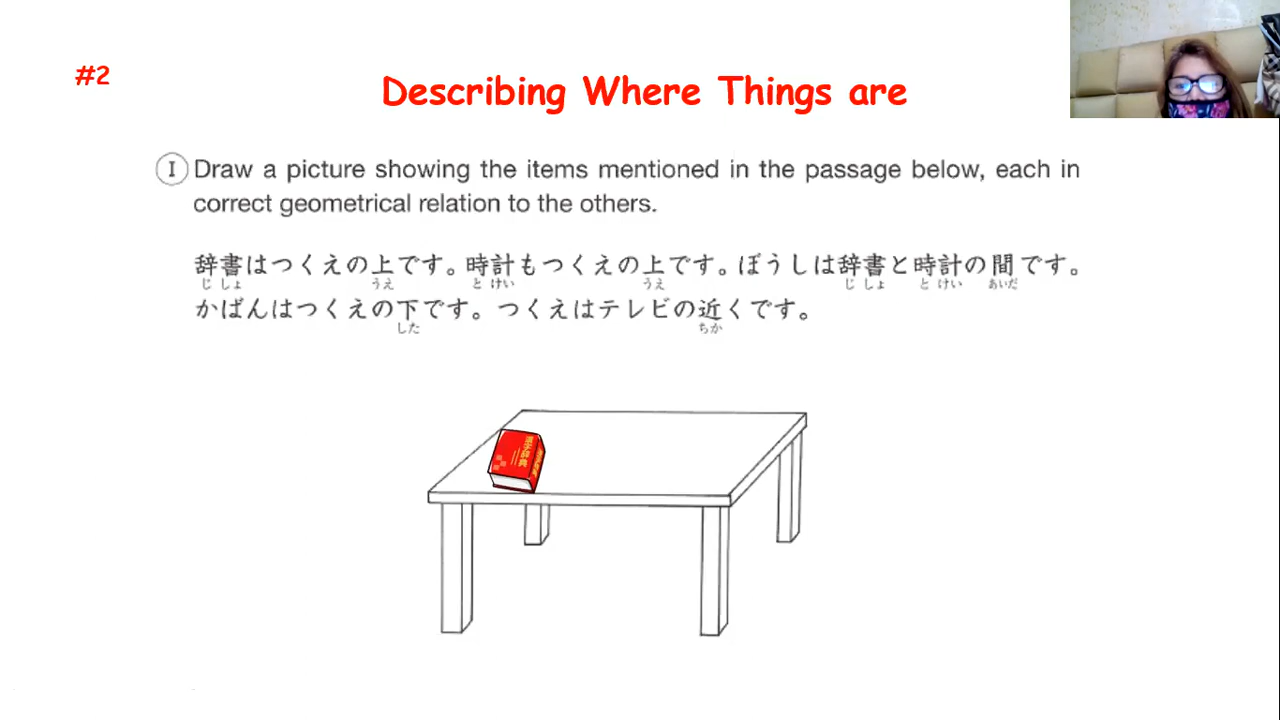 #2
Describing Where Things are
I Draw a picture showing the items mentioned in the passage below, each in
correct geometrical relation to the others.
辞書はつくえの上です。時計もつくえの上です。ぼうしは辞書と時計の間です。
じ しょ うえ と けい うえ じ しょ と けい あいだ
かばんはつくえの下です。つくえはテレビの近くです。
した ちか